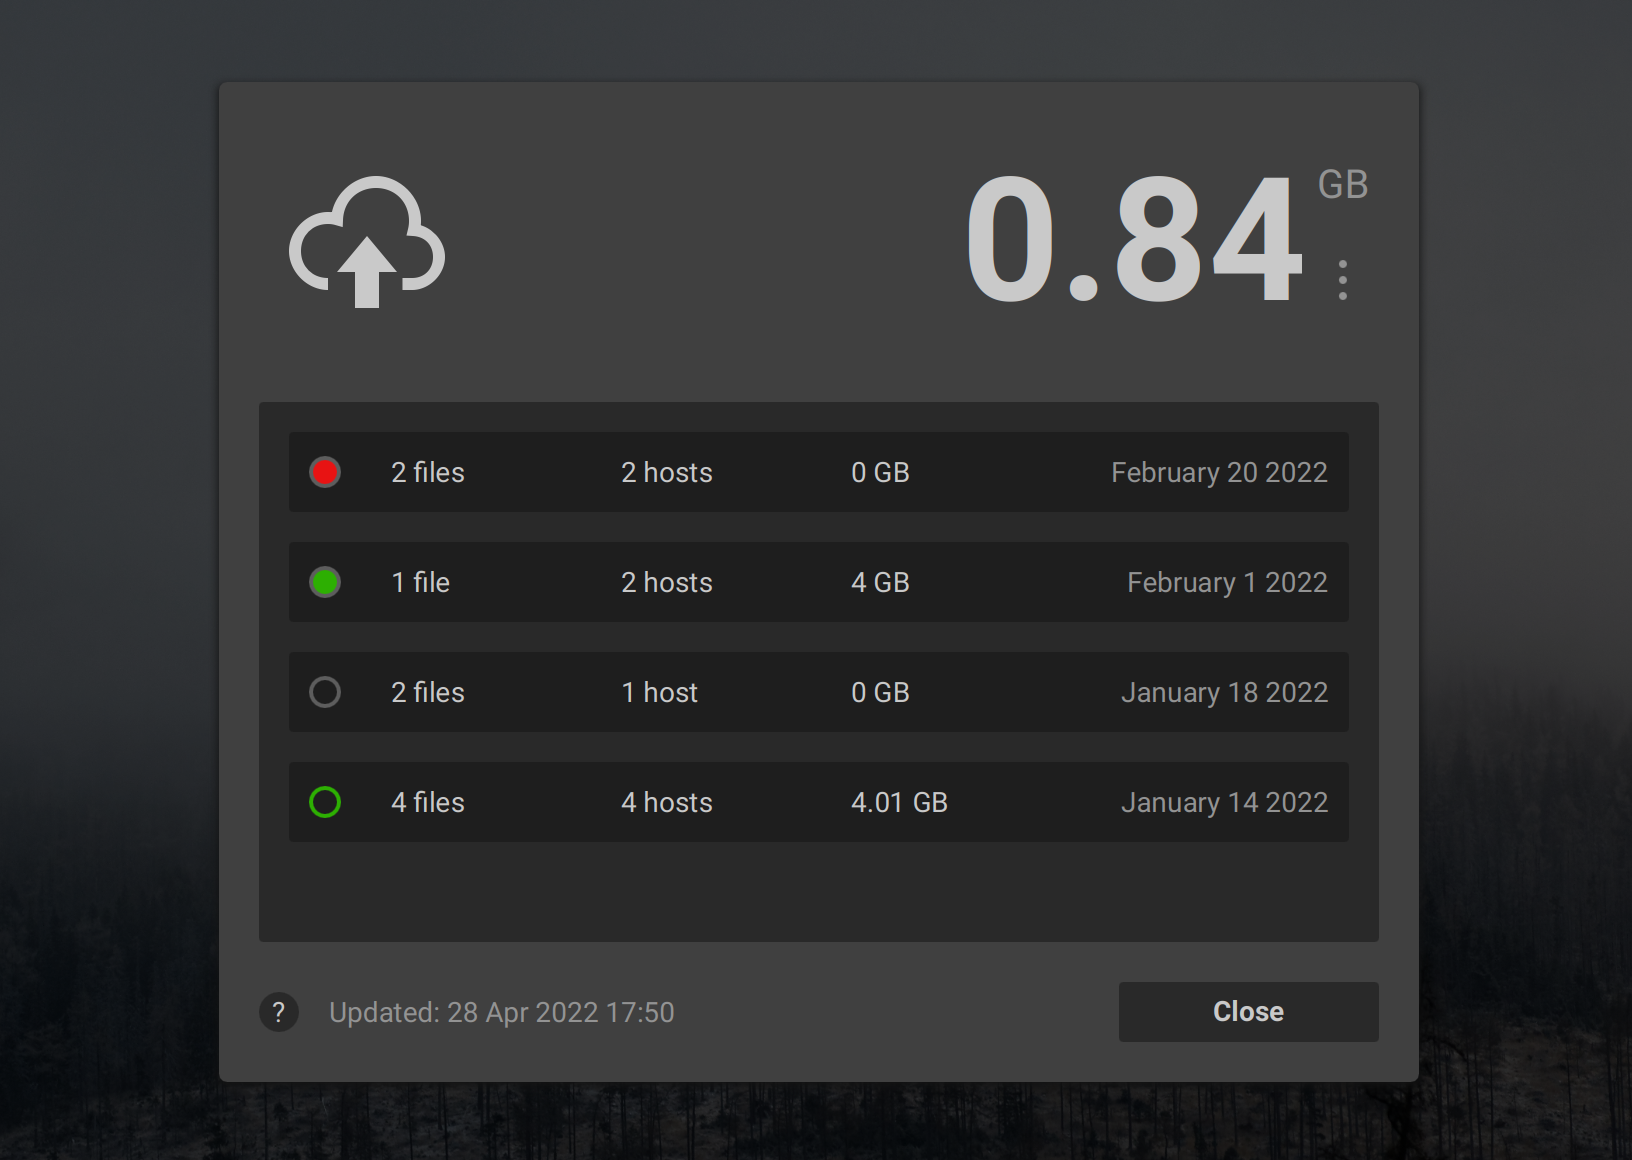 0.84 GB
2 files 2 hosts 0 GB February 20 2022
1 file 2 hosts 4 GB February 1 2022
2 files 1 host 0 GB January 18 2022
4 files 4 hosts 4.01 GB January 14 2022
? Updated: 28 Apr 2022 17:50 Close